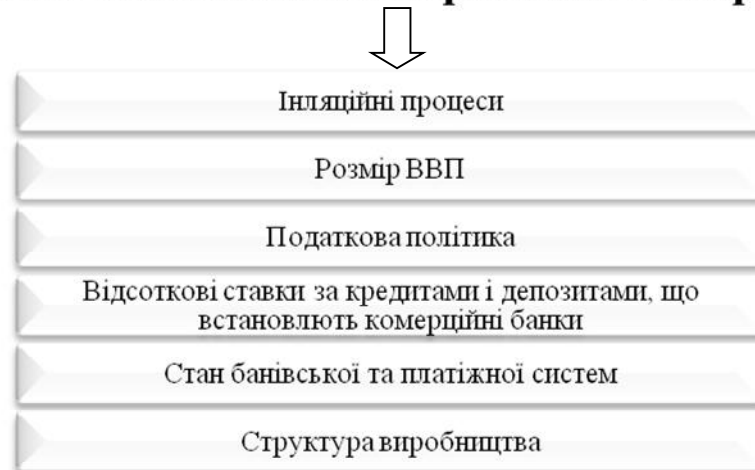 Інляційні процеси
Розмір ВВП
Податкова політика
Відсоткові ставки за кредитами і депозитами, що
встановлють комерційні банки
Стан банівської та платіжної систем
Структура виробництва